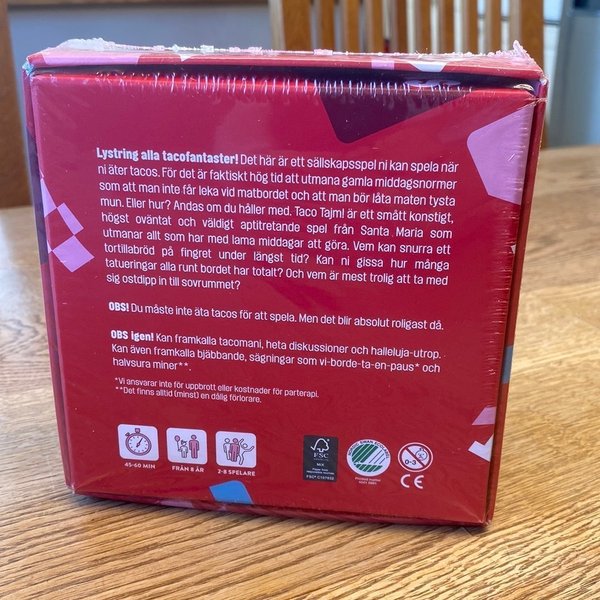 Lystring alla tacofantaster! Det här är ett sällskapsspel ni kan spela när
ni äter tacos. För det är faktiskt hög tid att utmana gamla middagsnormer
som att man inte får leka vid matbordet och att man bör låta maten tysta
mun. Eller hur? Andas om du håller med. Taco Tajm! är ett smått konstigt,
högst oväntat och väldigt aptitretande spel från Santa Maria som
utmanar allt som har med lama middagar att göra. Vem kan snurra ett
tortillabröd på fingret under längst tid? Kan ni gissa hur många
tatueringar alla runt bordet har totalt? Och vem är mest trolig att ta med
sig ostdipp in till sovrummet?
OBS! Du måste inte äta tacos för att spela. Men det blir absolut roligast då.
OBS igen! Kan framkalla tacomani, heta diskussioner och halleluja-utrop.
Kan även framkalla bjäbbande, sägningar som vi-borde-ta-en-paus* och
halvsura miner**.
*Vi ansvarar inte för uppbrott eller kostnader för parterapi.
**Det finns alltid (minst) en dålig förlorare.
45-60 MIN
FRÅN 8 ÅR
2-8 SPELARE
FSC
MIX
0-3
CE